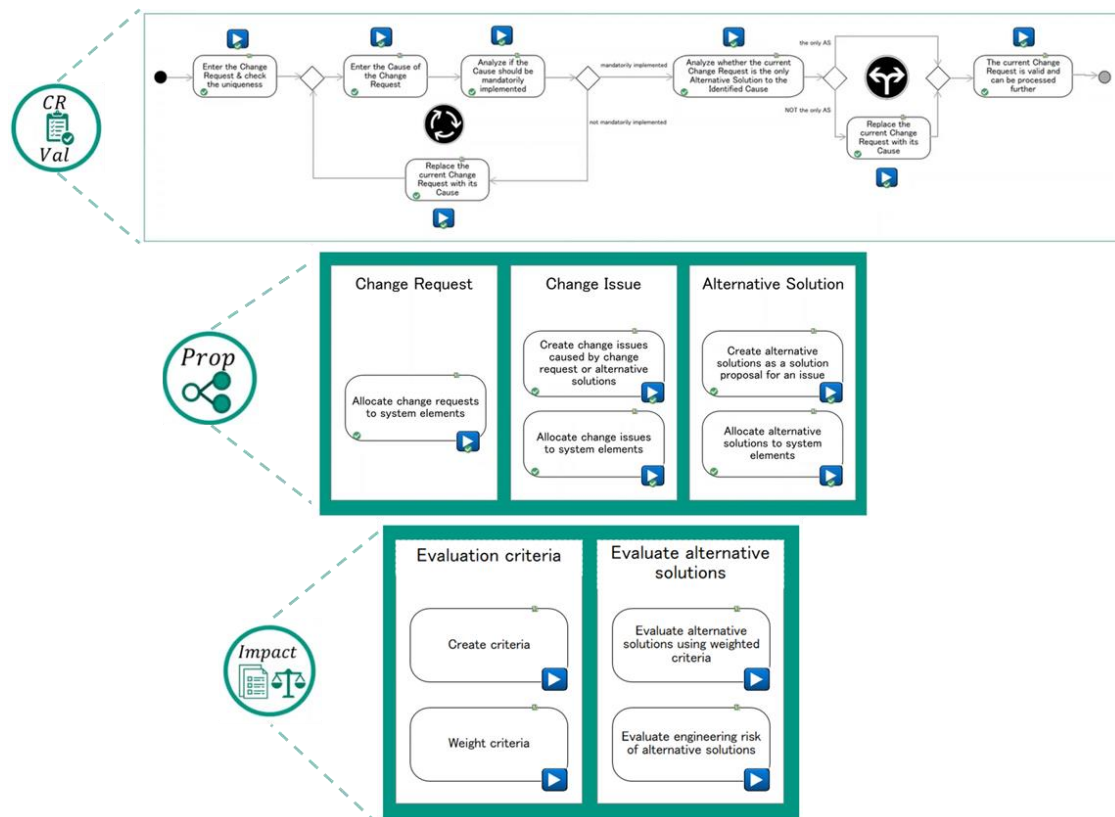 CR
Val
Enter the Change
Request & check
the uniqueness
Enter the Cause of
the Change
Request
Analyze if the
Cause should be
mandatorily
implemented
mandatorily implemented
not mandatorily implemented
Replace the
current Change
Request with its
Cause
Analyze whether the current
Change Request is the only
Alternative Solution to the
Identified Cause
the only AS
NOT the only AS
Replace the
current Change
Request with its
Cause
The current Change
Request is valid and
can be processed
further
Prop
Change Request
Allocate change requests
to system elements
Change Issue
Create change issues
caused by change
request or alternative
solutions
Allocate change issues
to system elements
Alternative Solution
Create alternative
solutions as a solution
proposal for an issue
Allocate alternative
solutions to system
elements
Impact
Evaluation criteria
Create criteria
Weight criteria
Evaluate alternative
solutions
Evaluate alternative
solutions using weighted
criteria
Evaluate engineering risk
of alternative solutions